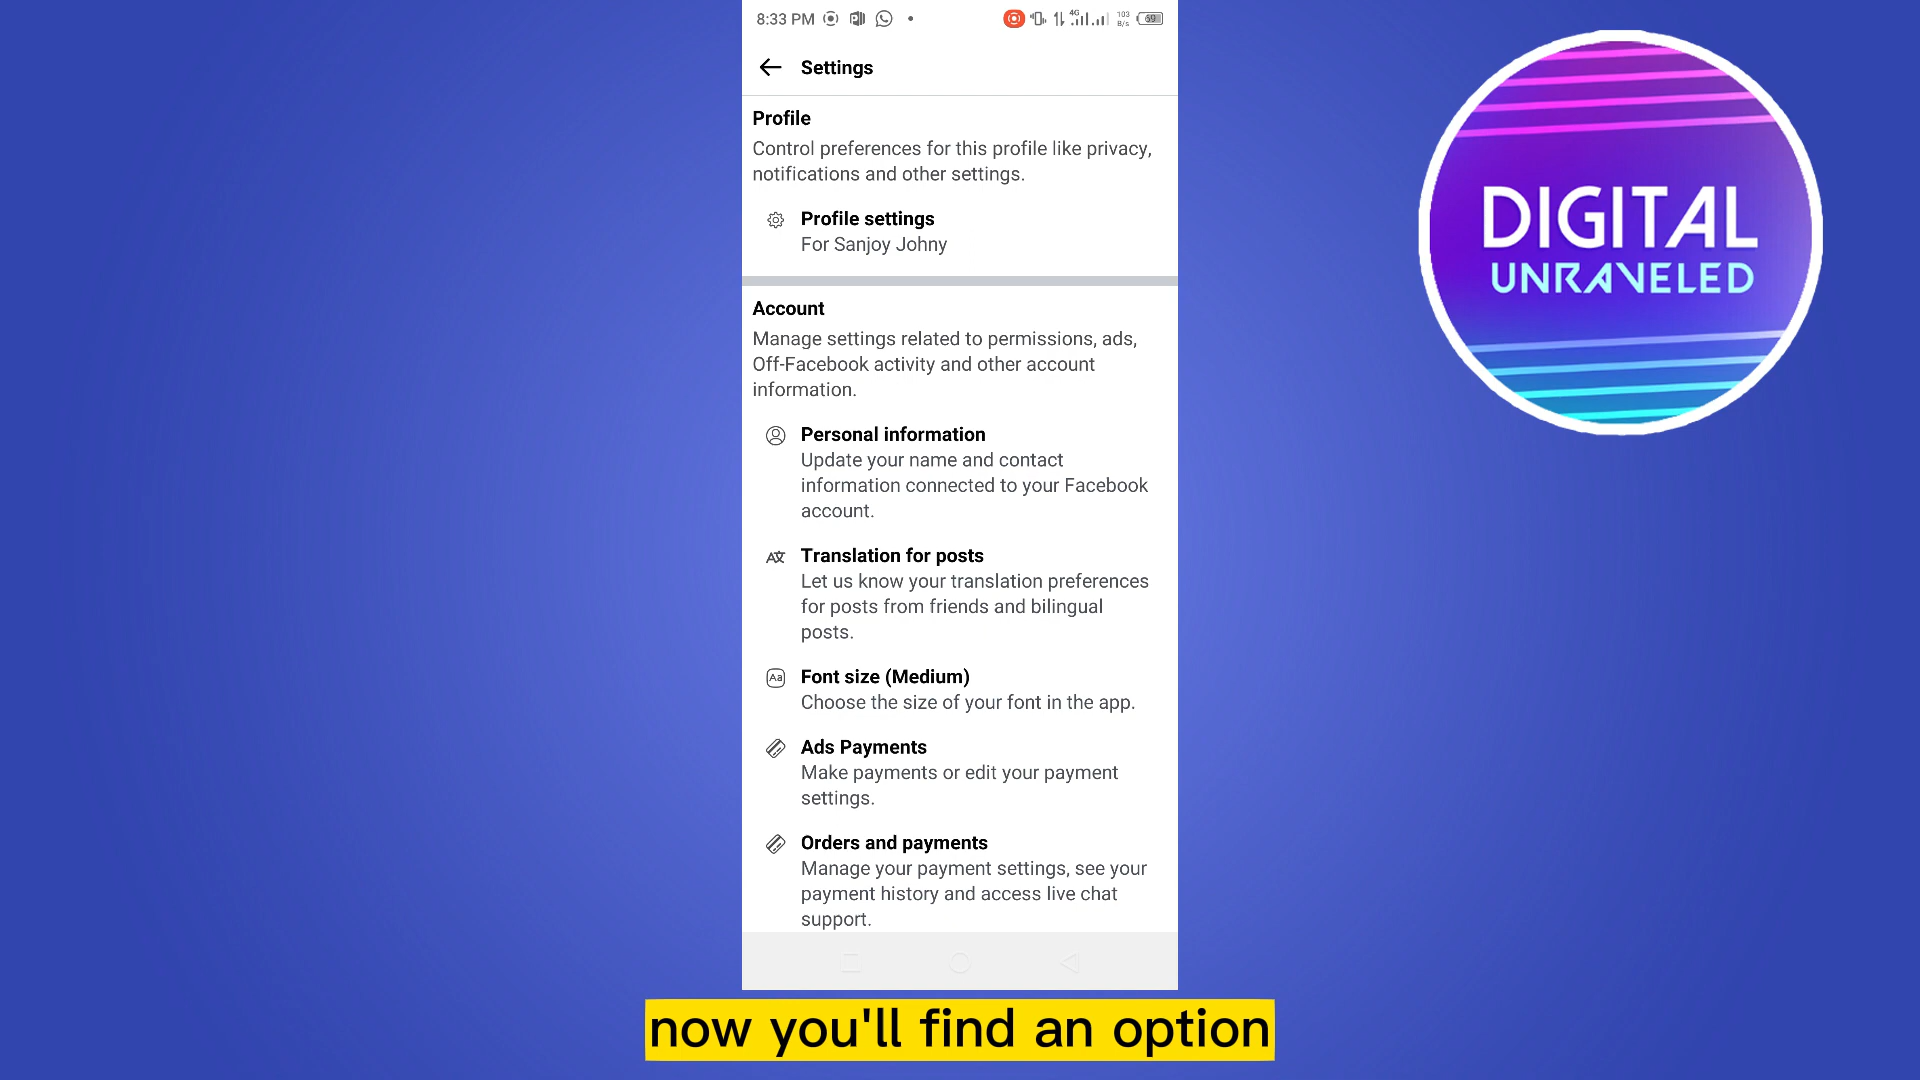 8:33 PM
4G
103
B/s
69
Settings
Profile
Control preferences for this profile like privacy,
notifications and other settings.
Profile settings
For Sanjoy Johny
Account
Manage settings related to permissions, ads,
Off-Facebook activity and other account
information.
Personal information
Update your name and contact
information connected to your Facebook
account.
Translation for posts
Let us know your translation preferences
for posts from friends and bilingual
posts.
Aa
Font size (Medium)
Choose the size of your font in the app.
Ads Payments
Make payments or edit your payment
settings.
Orders and payments
Manage your payment settings, see your
payment history and access live chat
support.
DIGITAL
UNRAVELED
now you'll find an option